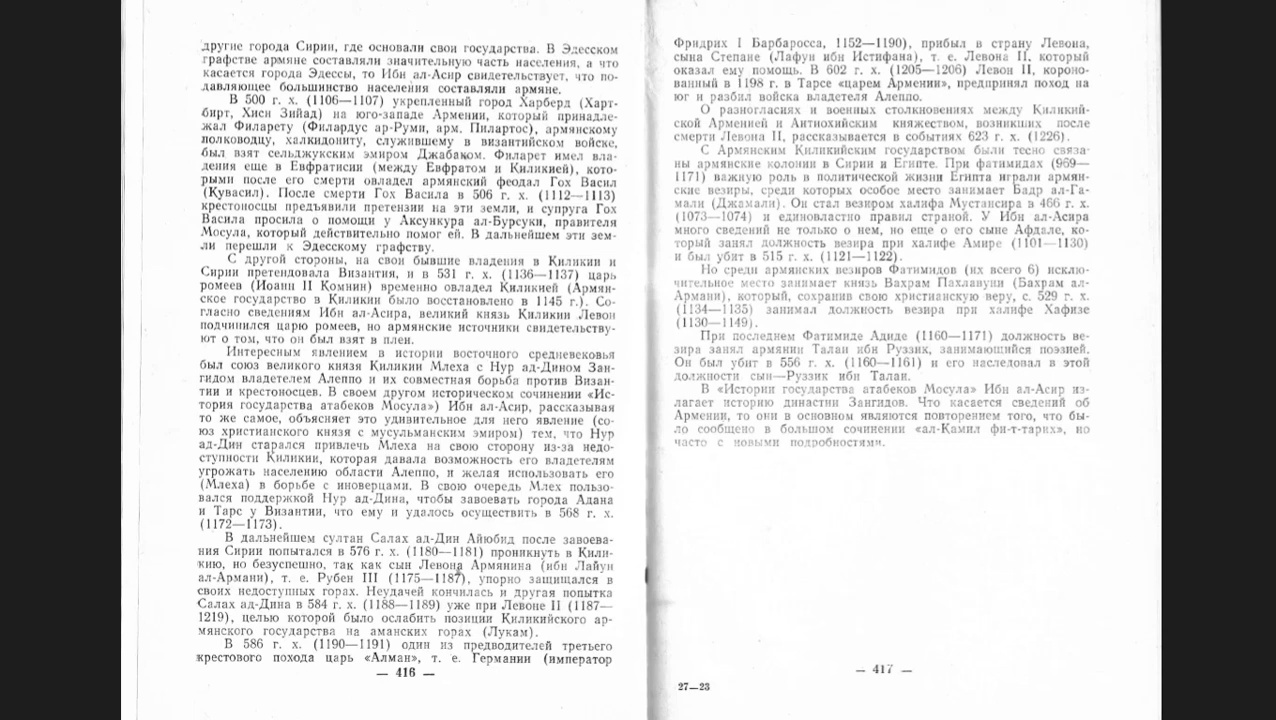 другие города Сирии, где основали свои государства. В Эдесском
графстве армяне составляли значительную часть населения, а что
касается города Эдессы, то Ибн ал-Асир свидетельствует, что по-
давляющее большинство населения составляли армяне.
В 500 г. х. (1106—1107) укрепленный город Харберд (Харт-
бирт, Хисн Зийад) на юго-западе Армении, который принадле-
жал Филарету (Филардус ар-Руми, арм. Пилартос), армянскому
полководцу, халкидониту, служившему в византийском войске,
был взят сельджукским эмиром Джабаком. Филарет имел вла-
дения еще в Евфратисии (между Евфратом и Киликией), кото-
рыми после его смерти овладел армянский феодал Гох Васил
(Қувасил). После смерти Гох Васила в 506 г. х. (1112—1113)
крестоносцы предъявили претензии на эти земли, и супруга Гох
Васила просила о помощи у Аксункура ал-Бурсуки, правителя
Мосула, который действительно помог ей. В дальнейшем эти зем-
ли перешли к Эдесскому графству.
С другой стороны, на свои бывшие владения в Киликии и
Сирии претендовала Византия, и в 531 г. х. (1136—1137) царь
ромеев (Иоанн II Комнин) временно овладел Киликией (Армян-
ское государство в Киликии было восстановлено в 1145 г.). Со-
гласно сведениям Ибн ал-Асира, великий князь Киликии Левон
подчинился царю ромеев, но армянские источники свидетельству-
ют о том, что он был взят в плен.
Интересным явлением в истории восточного средневековья
был союз великого князя Киликии Млеха с Нур ад-Дином Зан-
гидом владетелем Алеппо и их совместная борьба против Визан-
тии и крестоносцев. В своем другом историческом сочинении «Ис-
тория государства атабеков Мосула») Ибн ал-Асир, рассказывая
то же самое, объясняет это удивительное для него явление (со-
юз христианского князя с мусульманским эмиром) тем, что Нур
ад-Дин старался привлечь Млеха на свою сторону из-за недо-
ступности Киликии, которая давала возможность его владетелям
угрожать населению области Алеппо, и желая использовать его
(Млеха) в борьбе с иноверцами. В свою очередь Млех пользо-
вался поддержкой Нур ад-Дина, чтобы завоевать города Адана
и Тарс у Византии, что ему и удалось осуществить в 568 г. х.
(1172—1173).
В дальнейшем султан Салах ад-Дин Айюбид после завоева-
ния Сирии попытался в 576 г. х. (1180—1181) проникнуть в Кили-
кию, но безуспешно, так как сын Левона Армянина (ибн Лайун
ал-Армани), т. е. Рубен III (1175—1187), упорно защищался в
своих недоступных горах. Неудачей кончилась и другая попытка
Салах ад-Дина в 584 г. х. (1188—1189) уже при Левоне II (1187—
1219), целью которой было ослабить позиции Киликийского ар-
мянского государства на аманских горах (Лукам).
В 586 г. х. (1190—1191) один из предводителей третьего
крестового похода царь «Алман», т. е. Германии (император
— 416 —
Фридрих I Барбаросса, 1152—1190), прибыл в страну Левона,
сына Степане (Лафун ибн Истифана), т. е. Левона II, который
оказал ему помощь. В 602 г. х. (1205—1206) Левон II, короно-
ванный в 1198 г. в Тарсе «царем Армении», предпринял поход на
юг и разбил войска владетеля Алеппо.
О разногласиях и военных столкновениях между Киликий-
ской Арменией и Антиохийским княжеством, возникших после
смерти Левона II, рассказывается в событиях 623 г. х. (1226).
С Армянским Киликийским государством были тесно связа-
ны армянские колонии в Сирии и Египте. При фатимидах (969—
1171) важную роль в политической жизни Египта играли армян-
ские везиры, среди которых особое место занимает Бадр ал-Га-
мали (Джамали). Он стал везиром халифа Мустансира в 466 г. х.
(1073—1074) и единовластно правил страной. У Ибн ал-Асира
много сведений не только о нем, но еще о его сыне Афдале, ко-
торый занял должность везира при халифе Амире (1101—1130)
и был убит в 515 г. х. (1121—1122).
Но среди армянских везиров Фатимидов (их всего 6) исклю-
чительное место занимает князь Вахрам Пахлавуни (Бахрам ал-
Армани), который, сохранив свою христианскую веру, с. 529 г. х.
(1134—1135) занимал должность везира при халифе Хафизе
(1130—1149).
При последнем Фатимиде Адиде (1160—1171) должность ве-
зира занял армянин Талаи ибн Руззик, занимающийся поэзией.
Он был убит в 556 г. х. (1160—1161) и его наследовал в этой
должности сын—Руззик ибн Талаи.
В «Истории государства атабеков Мосула» Ибн ал-Асир из-
лагает историю династии Зангидов. Что касается сведений об
Армении, то они в основном являются повторением того, что бы-
ло сообщено в большом сочинении «ал-Камил фи-т-тарих», но
часто с новыми подробностями.
— 417 —
27—23